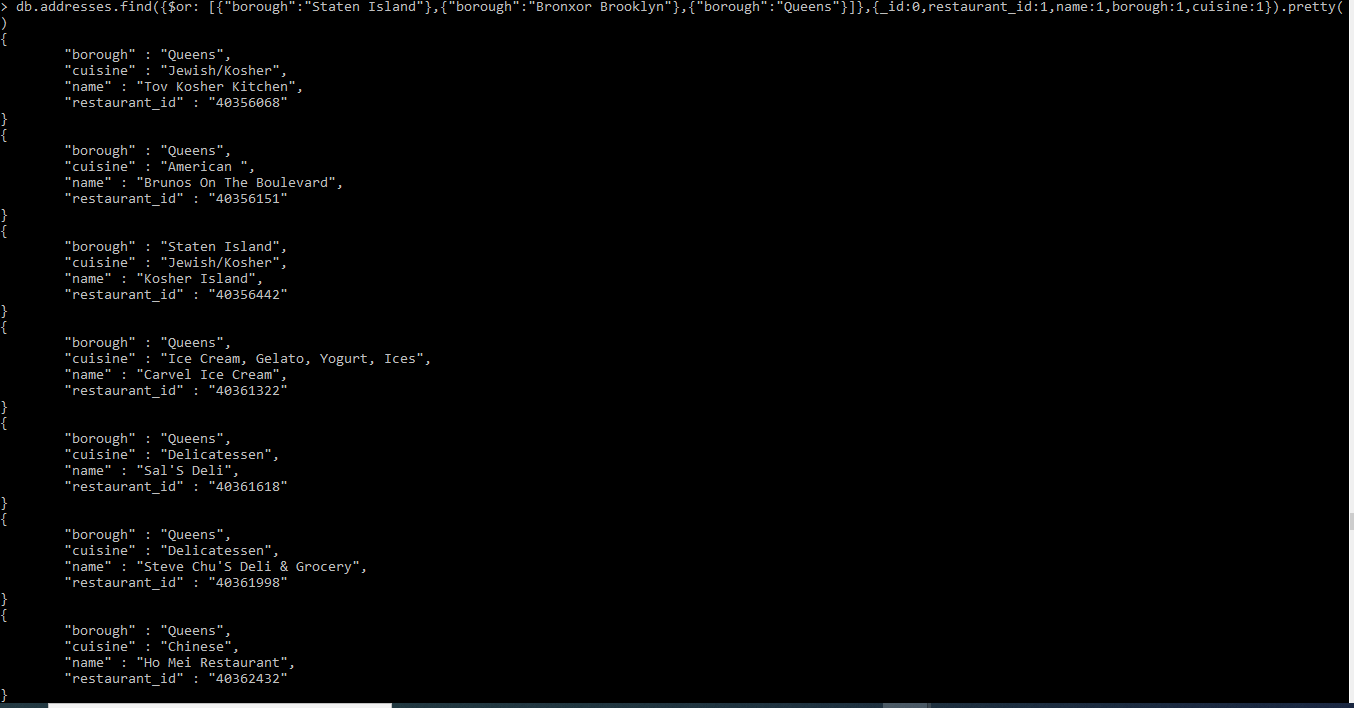 > db.addresses.find({$or: [{"borough":"Staten Island"},{"borough":"Bronxor Brooklyn"},{"borough":"Queens"}]},{_id:0,restaurant_id:1,name:1,borough:1,cuisine:1}).pretty(
)
{
        "borough" : "Queens",
        "cuisine" : "Jewish/Kosher",
        "name" : "Tov Kosher Kitchen",
        "restaurant_id" : "40356068"
}
{
        "borough" : "Queens",
        "cuisine" : "American ",
        "name" : "Brunos On The Boulevard",
        "restaurant_id" : "40356151"
}
{
        "borough" : "Staten Island",
        "cuisine" : "Jewish/Kosher",
        "name" : "Kosher Island",
        "restaurant_id" : "40356442"
}
{
        "borough" : "Queens",
        "cuisine" : "Ice Cream, Gelato, Yogurt, Ices",
        "name" : "Carvel Ice Cream",
        "restaurant_id" : "40361322"
}
{
        "borough" : "Queens",
        "cuisine" : "Delicatessen",
        "name" : "Sal'S Deli",
        "restaurant_id" : "40361618"
}
{
        "borough" : "Queens",
        "cuisine" : "Delicatessen",
        "name" : "Steve Chu'S Deli & Grocery",
        "restaurant_id" : "40361998"
}
{
        "borough" : "Queens",
        "cuisine" : "Chinese",
        "name" : "Ho Mei Restaurant",
        "restaurant_id" : "40362432"
}